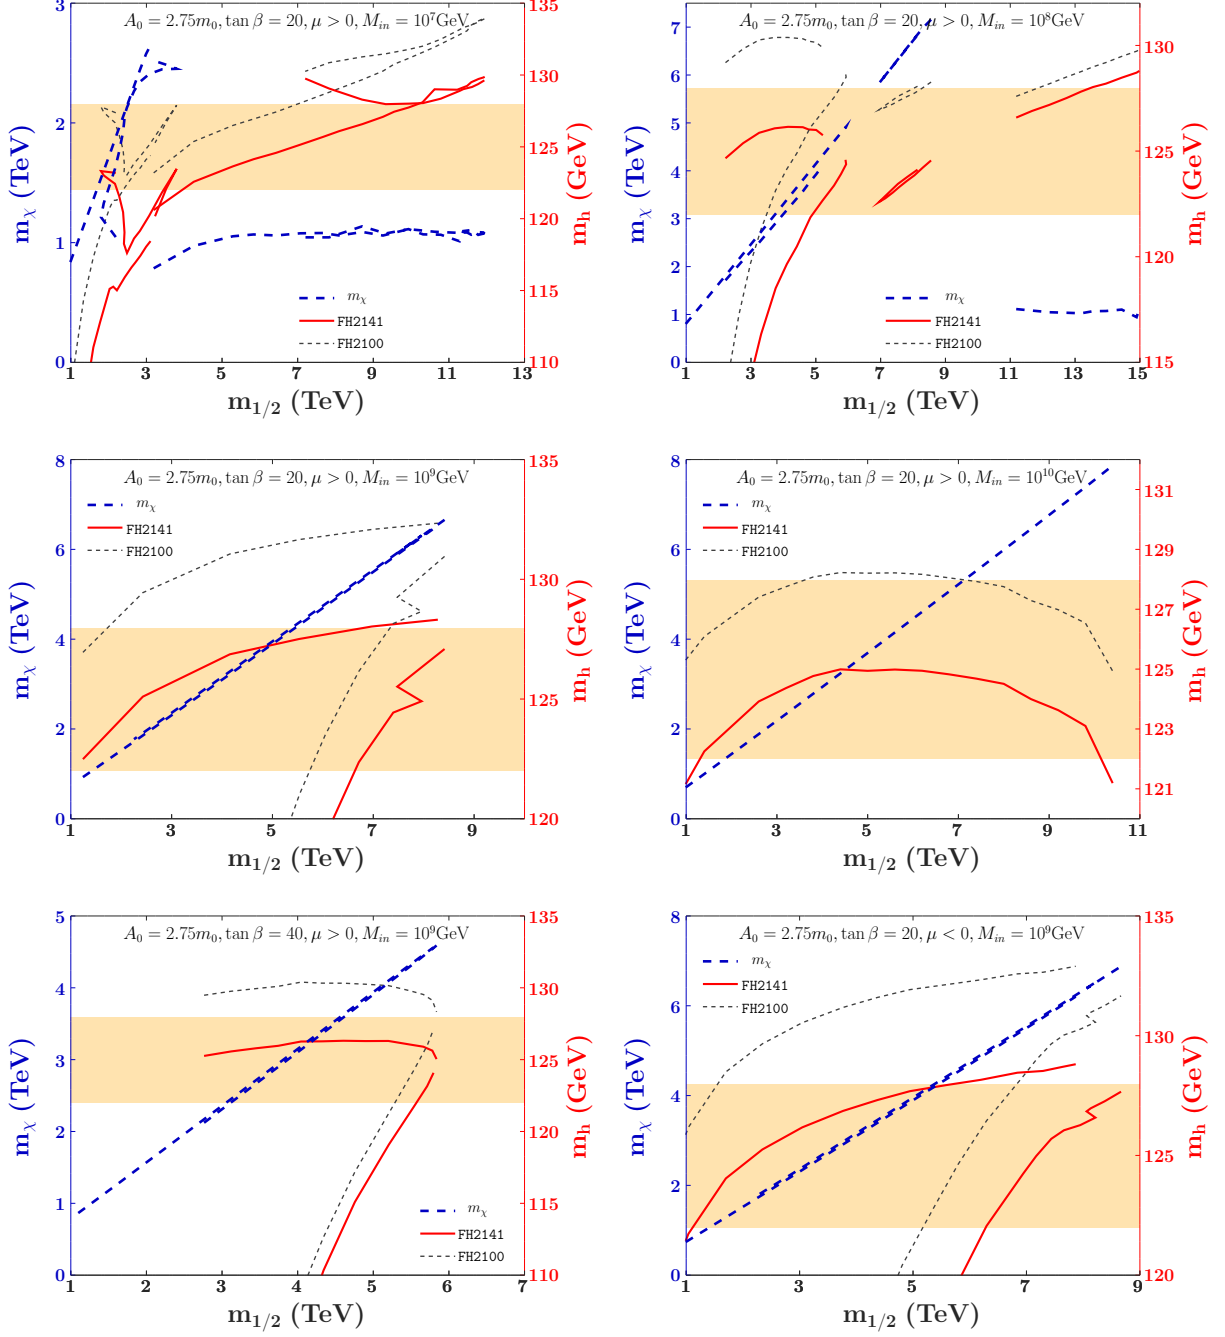 A₀ = 2.75m₀, tan β = 20, μ > 0, M_in = 10⁷GeV
3
2
1
0
m_χ (TeV)
135
130
125
120
115
110
m_h (GeV)
m_χ
FH2141
FH2100
1 3 5 7 9 11 13
m_1/2 (TeV)
A₀ = 2.75m₀, tan β = 20, μ > 0, M_in = 10⁸GeV
7
6
5
4
3
2
1
0
m_χ (TeV)
130
125
120
115
m_h (GeV)
m_χ
FH2141
FH2100
1 3 5 7 9 11 13 15
m_1/2 (TeV)
A₀ = 2.75m₀, tan β = 20, μ > 0, M_in = 10⁹GeV
m_χ
FH2141
FH2100
8
6
4
2
0
m_χ (TeV)
135
130
125
120
m_h (GeV)
1 3 5 7 9
m_1/2 (TeV)
A₀ = 2.75m₀, tan β = 20, μ > 0, M_in = 10¹⁰GeV
m_χ
FH2141
FH2100
8
6
4
2
0
m_χ (TeV)
131
129
127
125
123
121
m_h (GeV)
1 3 5 7 9 11
m_1/2 (TeV)
A₀ = 2.75m₀, tan β = 40, μ > 0, M_in = 10⁹GeV
5
4
3
2
1
0
m_χ (TeV)
135
130
125
120
115
110
m_h (GeV)
m_χ
FH2141
FH2100
1 2 3 4 5 6 7
m_1/2 (TeV)
A₀ = 2.75m₀, tan β = 20, μ < 0, M_in = 10⁹GeV
m_χ
FH2141
FH2100
8
6
4
2
0
m_χ (TeV)
135
130
125
120
m_h (GeV)
1 3 5 7 9
m_1/2 (TeV)